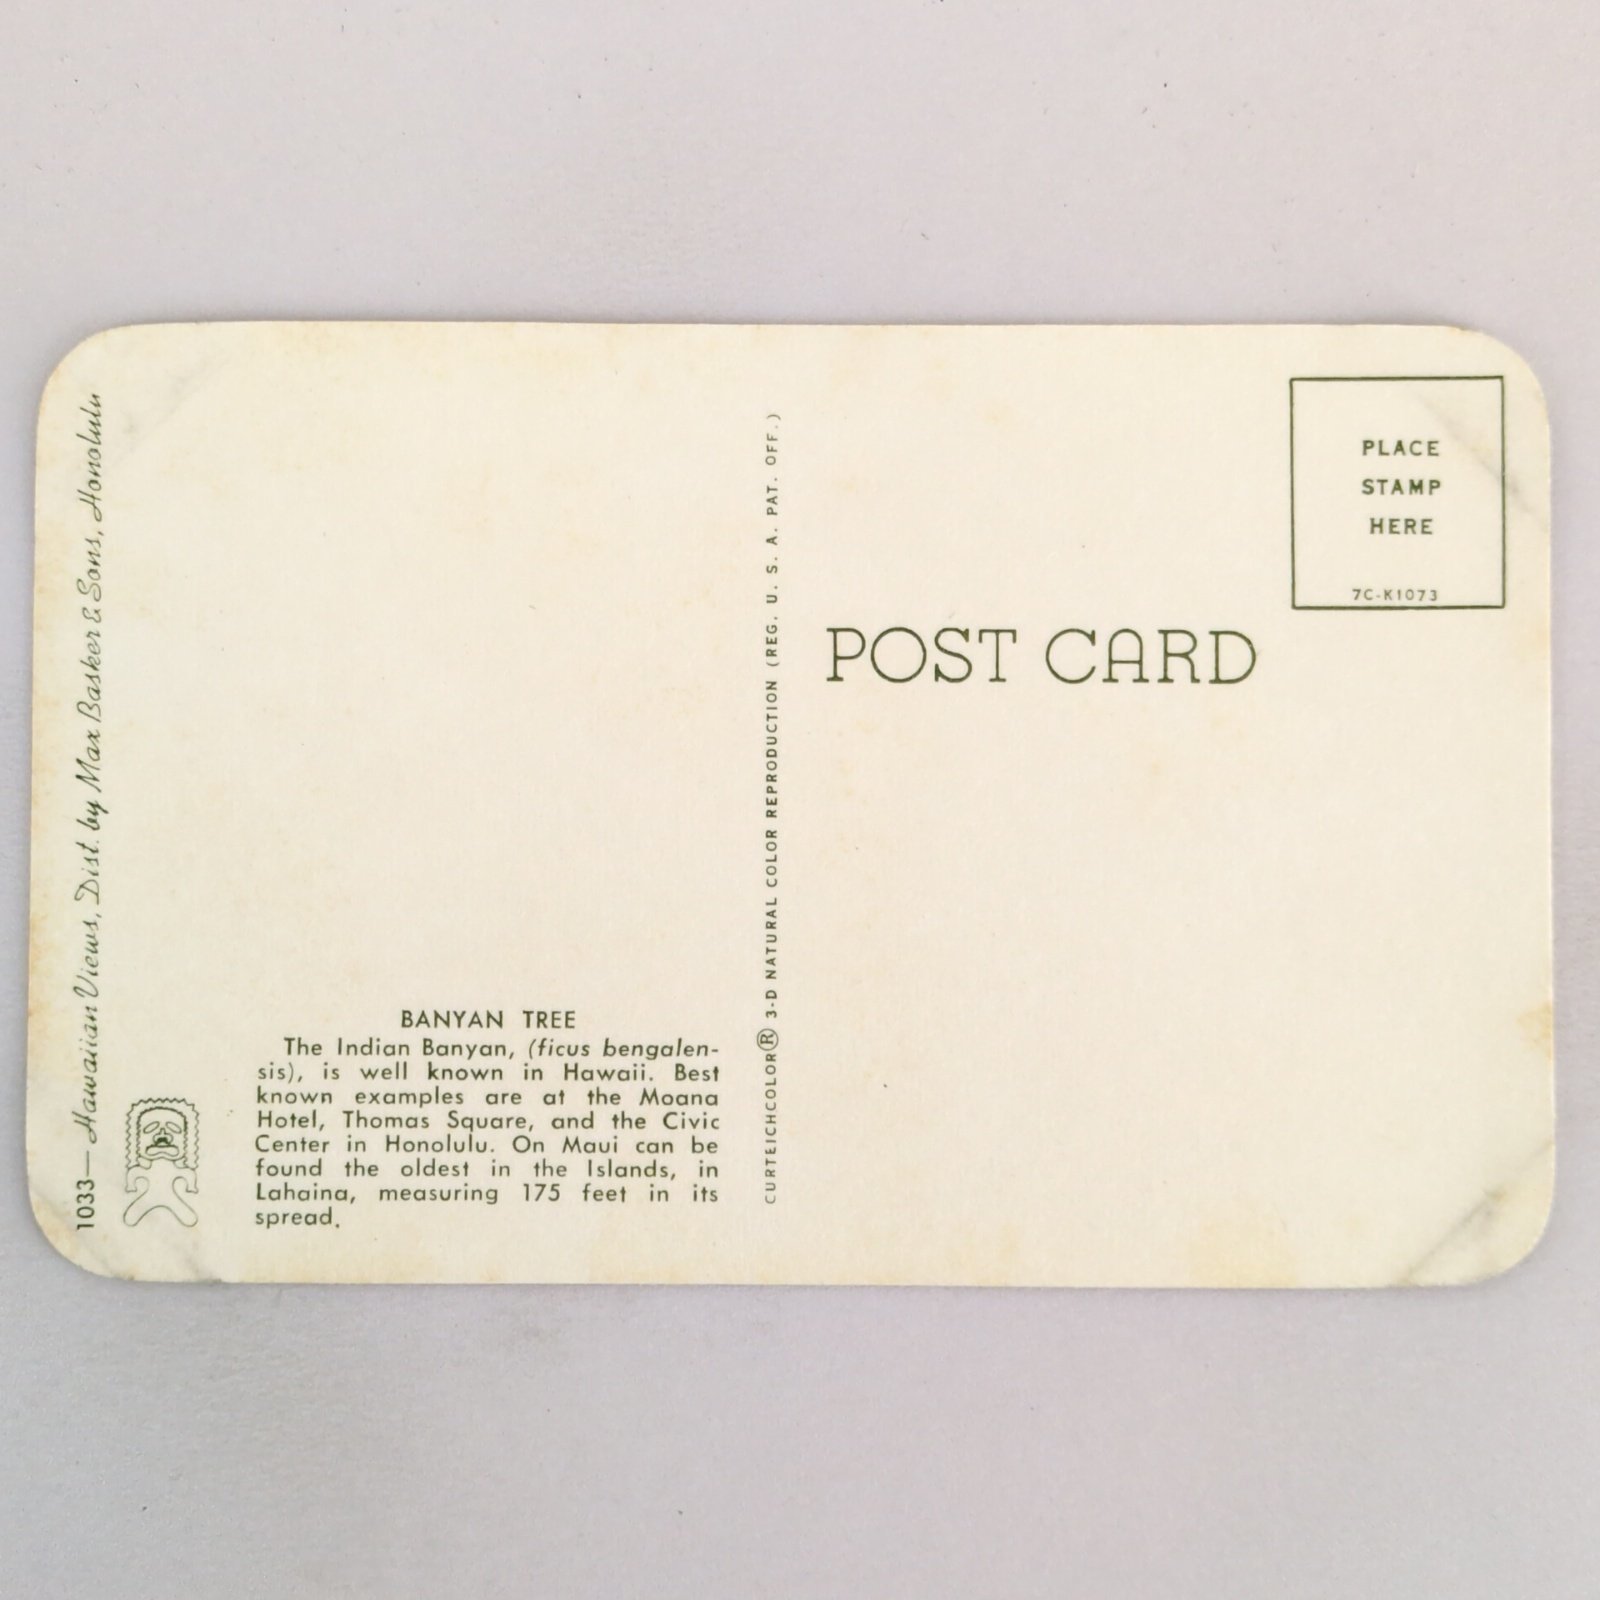 1033—Hawaiian Views, Dist. by Max Basker & Sons, Honolulu
BANYAN TREE
The Indian Banyan, (ficus bengalen-
sis), is well known in Hawaii. Best
known examples are at the Moana
Hotel, Thomas Square, and the Civic
Center in Honolulu. On Maui can be
found the oldest in the Islands, in
Lahaina, measuring 175 feet in its
spread.
CURTEICHCOLOR® 3-D NATURAL COLOR REPRODUCTION (REG. U. S. A. PAT. OFF.)
POST CARD
PLACE
STAMP
HERE
7C-K1073